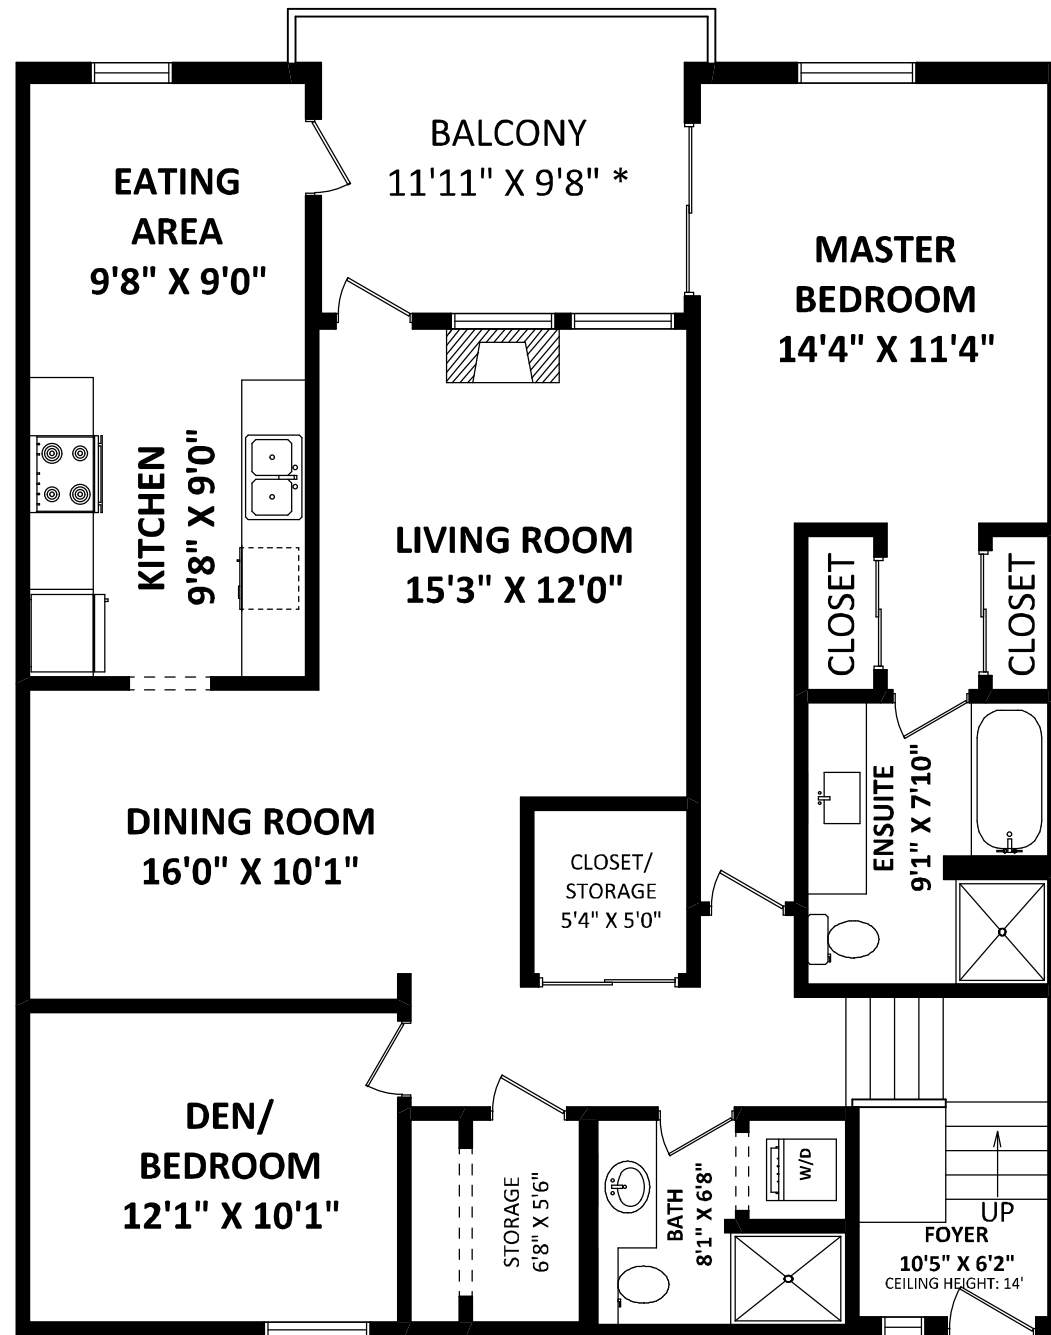 BALCONY
11'11" X 9'8" *
EATING
AREA
9'8" X 9'0"
MASTER
BEDROOM
14'4" X 11'4"
KITCHEN
9'8" X 9'0"
LIVING ROOM
15'3" X 12'0"
CLOSET
CLOSET
DINING ROOM
16'0" X 10'1"
ENSUITE
9'1" X 7'10"
CLOSET/
STORAGE
5'4" X 5'0"
DEN/
BEDROOM
12'1" X 10'1"
STORAGE
6'8" X 5'6"
BATH
8'1" X 6'8"
W/D
UP
FOYER
10'5" X 6'2"
CEILING HEIGHT: 14'